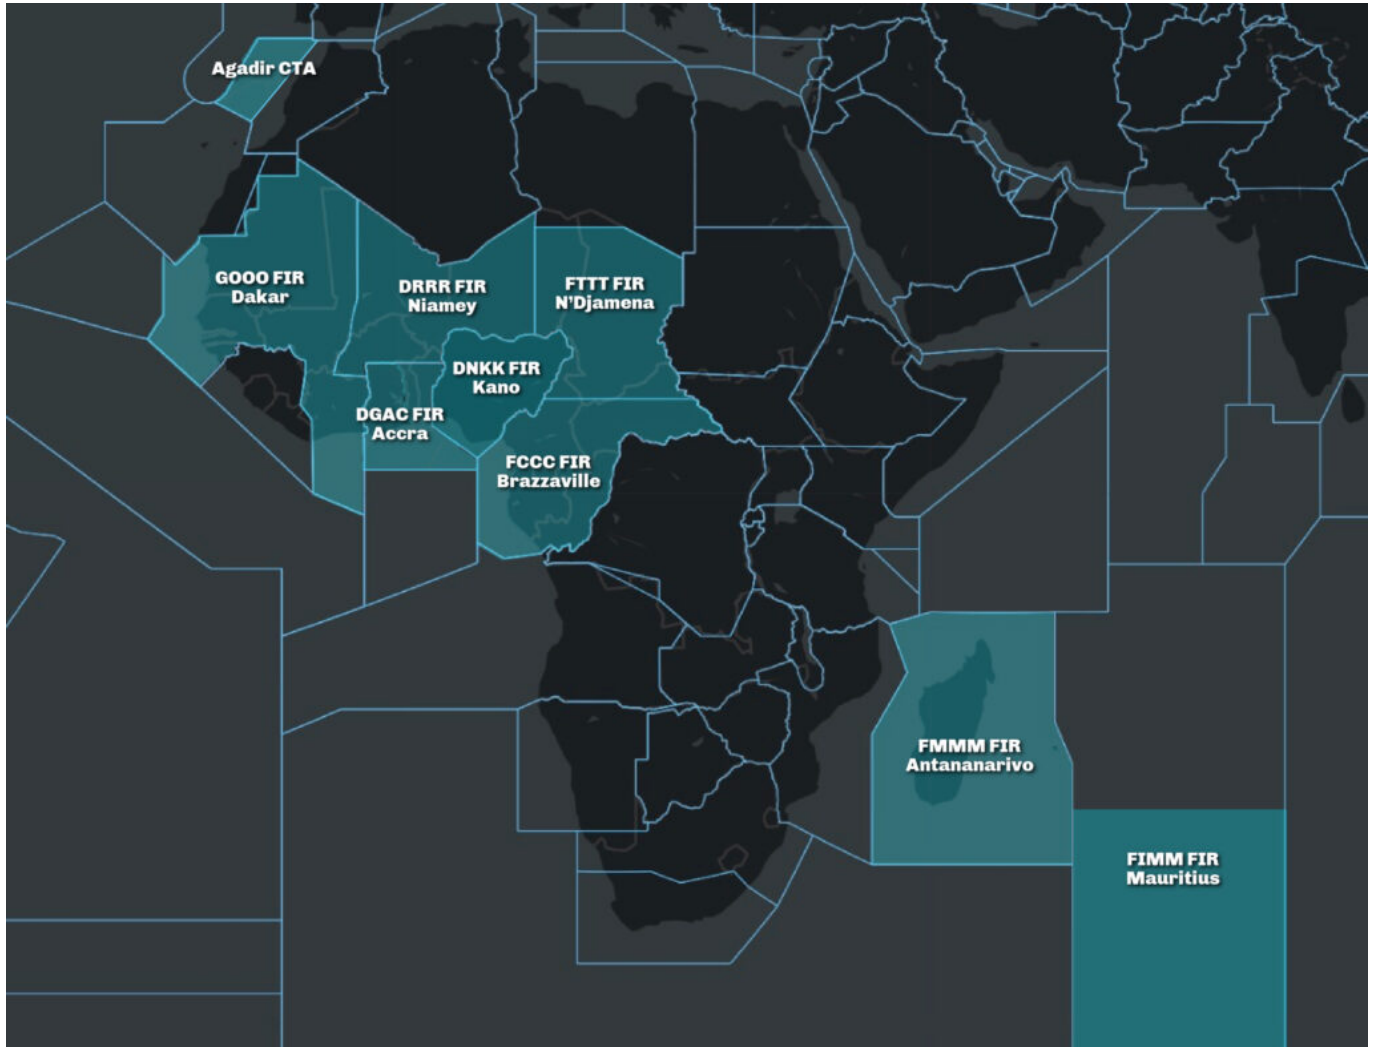 Agadir CTA
GOOO FIR
Dakar
DRRR FIR
Niamey
FTTT FIR
N'Djamena
DNKK FIR
Kano
DGAC FIR
Accra
FCCC FIR
Brazzaville
FMMM FIR
Antananarivo
FIMM FIR
Mauritius